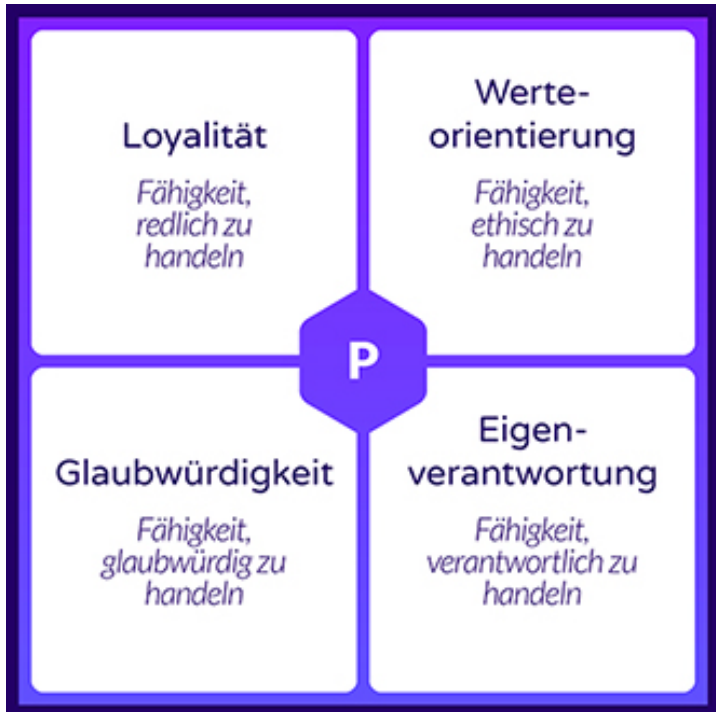 Loyalität
Fähigkeit,
redlich zu
handeln
Werte-
orientierung
Fähigkeit,
ethisch zu
handeln
P
Glaubwürdigkeit
Fähigkeit,
glaubwürdig zu
handeln
Eigen-
verantwortung
Fähigkeit,
verantwortlich zu
handeln